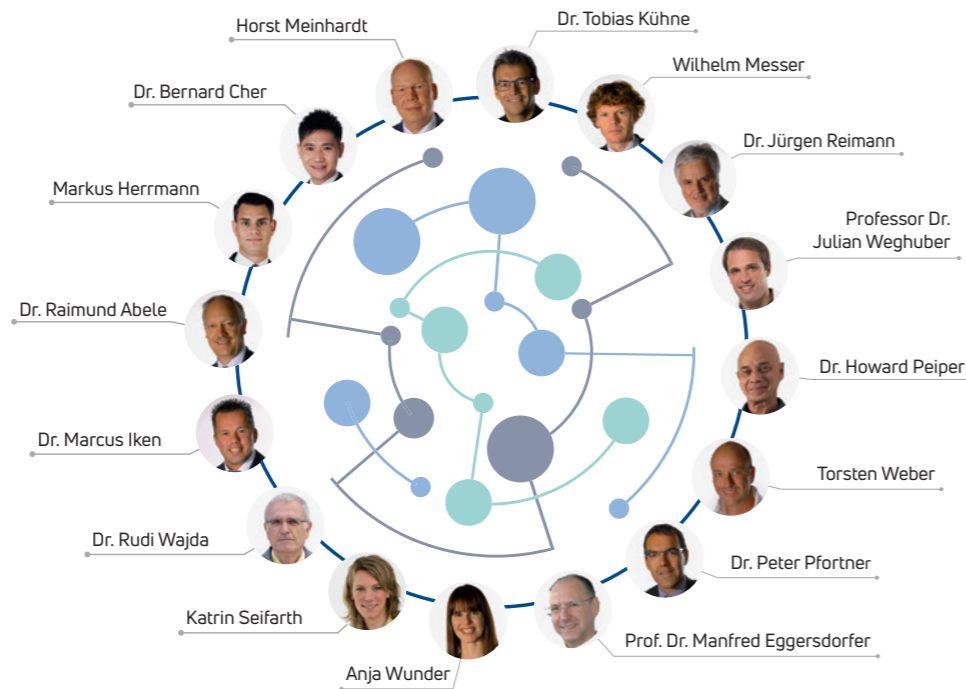 Dr. Tobias Kühne
Horst Meinhardt
Wilhelm Messer
Dr. Bernard Cher
Dr. Jürgen Reimann
Markus Herrmann
Professor Dr.
Julian Weghuber
Dr. Raimund Abele
Dr. Howard Peiper
Dr. Marcus Iken
Torsten Weber
Dr. Rudi Wajda
Dr. Peter Pfortner
Katrin Seifarth
Prof. Dr. Manfred Eggersdorfer
Anja Wunder